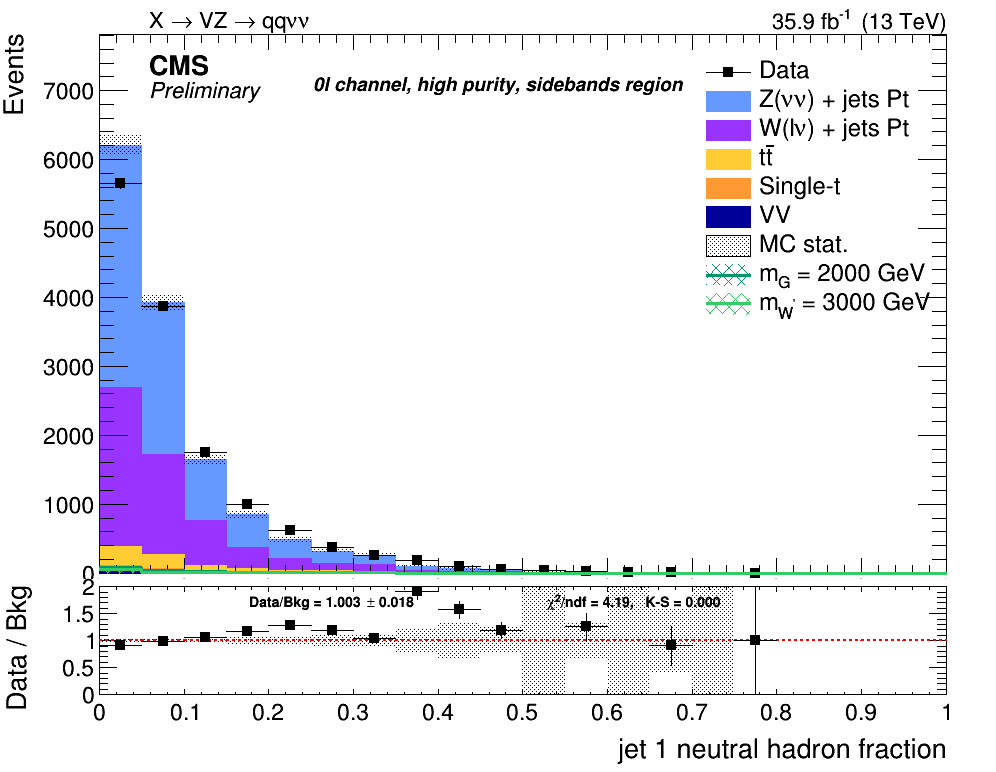 X → VZ → qqνν
35.9 fb⁻¹ (13 TeV)
Events
CMS
Preliminary
0l channel, high purity, sidebands region
Data
Z(νν) + jets Pt
W(lν) + jets Pt
tt̄
Single-t
VV
MC stat.
m_G = 2000 GeV
m_W' = 3000 GeV
7000
6000
5000
4000
3000
2000
1000
0
Data / Bkg
Data/Bkg = 1.003 ± 0.018
χ²/ndf = 4.19, K-S = 0.000
2
1.5
1
0.5
0
0 0.1 0.2 0.3 0.4 0.5 0.6 0.7 0.8 0.9 1
jet 1 neutral hadron fraction